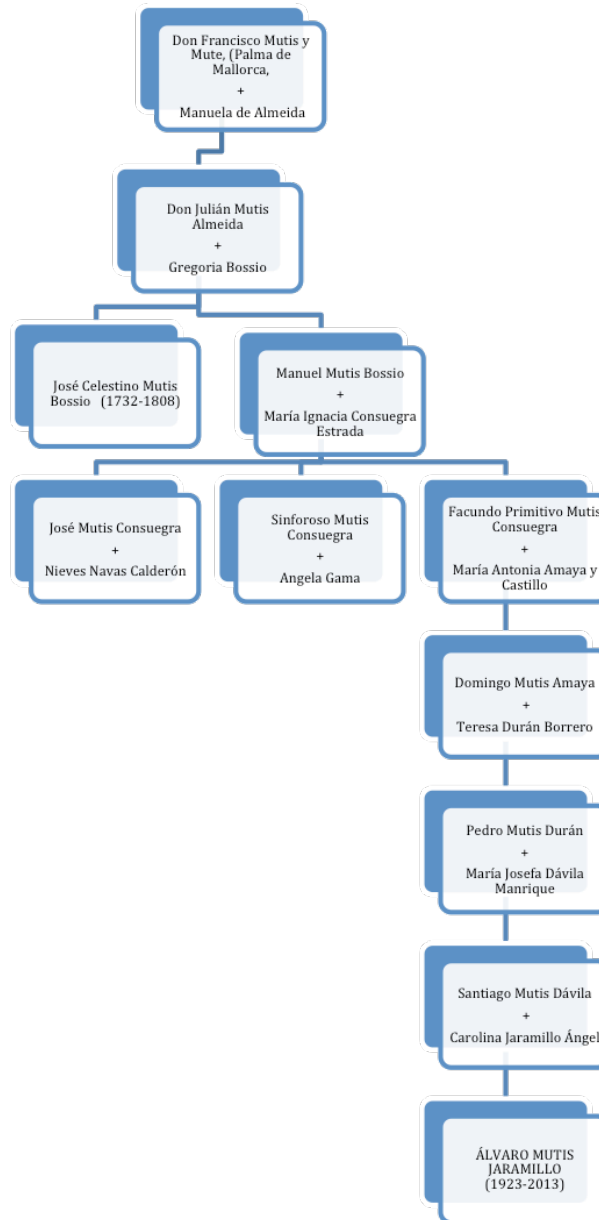 Don Francisco Mutis y
Mute, (Palma de
Mallorca,
+
Manuela de Almeida
Don Julián Mutis
Almeida
+
Gregoria Bossio
José Celestino Mutis
Bossio (1732-1808)
Manuel Mutis Bossio
+
María Ignacia Consuegra
Estrada
José Mutis Consuegra
+
Nieves Navas Calderón
Sinforoso Mutis
Consuegra
+
Angela Gama
Facundo Primitivo Mutis
Consuegra
+
María Antonia Amaya y
Castillo
Domingo Mutis Amaya
+
Teresa Durán Borrero
Pedro Mutis Durán
+
María Josefa Dávila
Manrique
Santiago Mutis Dávila
+
Carolina Jaramillo Ángel
ÁLVARO MUTIS
JARAMILLO
(1923-2013)